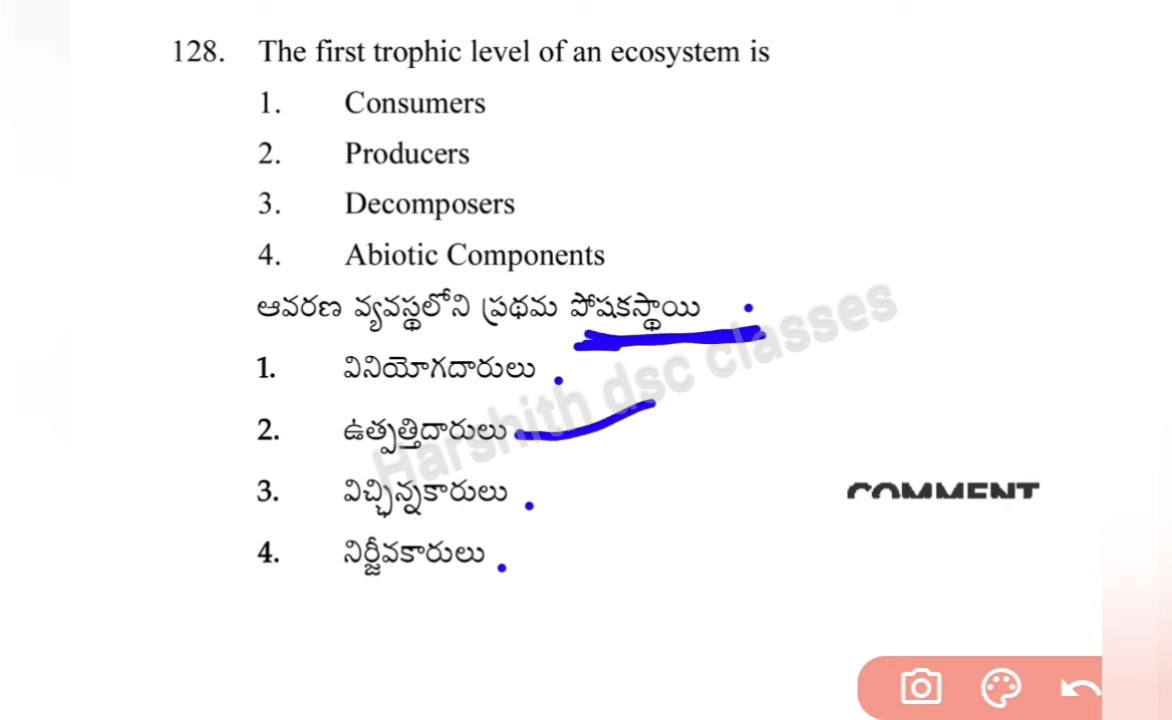 128. The first trophic level of an ecosystem is
1. Consumers
2. Producers
3. Decomposers
4. Abiotic Components
ఆవరణ వ్యవస్థలోని ప్రథమ పోషకస్థాయి
1. వినియోగదారులు
2. ఉత్పత్తిదారులు
3. విచ్ఛిన్నకారులు
4. నిర్జీవకారులు
Harshith dsc classes
COMMENT